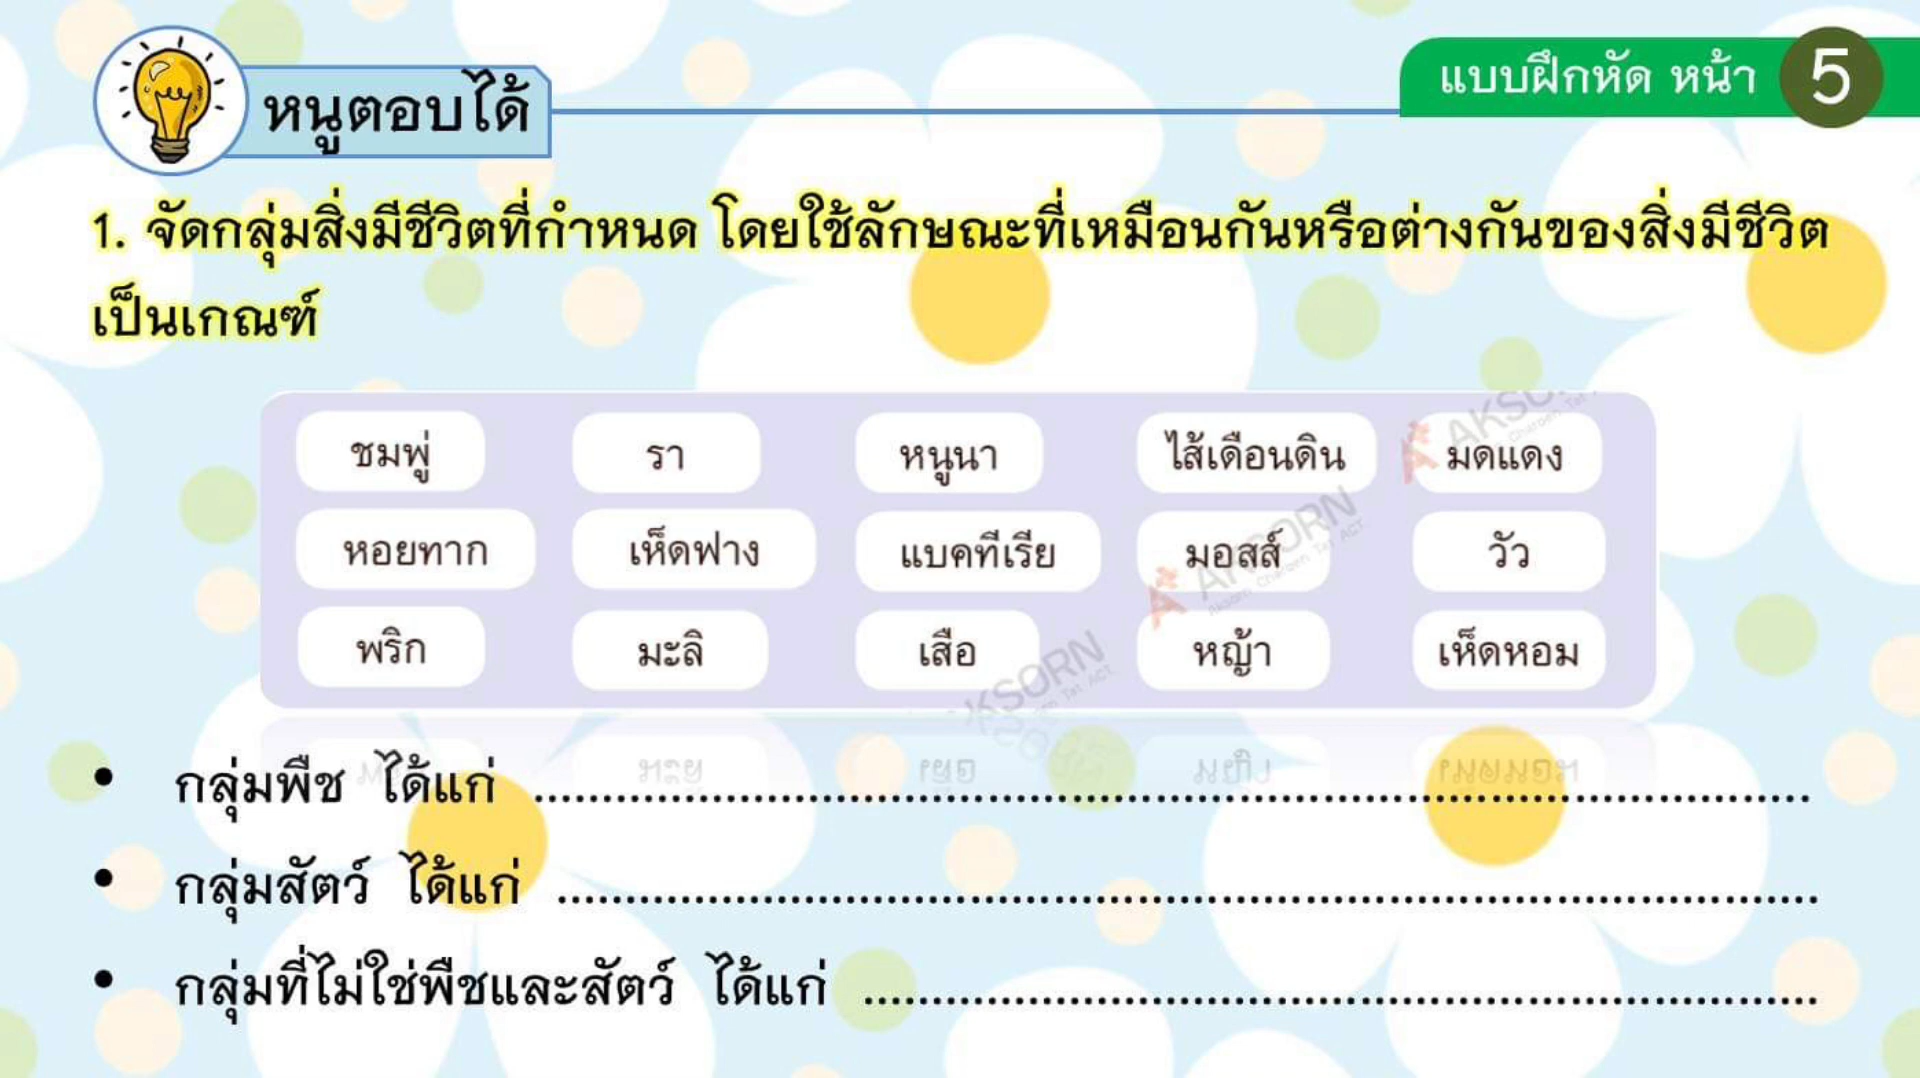 หนูตอบได้
แบบฝึกหัด หน้า 5
1. จัดกลุ่มสิ่งมีชีวิตที่กำหนด โดยใช้ลักษณะที่เหมือนกันหรือต่างกันของสิ่งมีชีวิต
เป็นเกณฑ์
ชมพู่ รา หนูนา ไส้เดือนดิน มดแดง
หอยทาก เห็ดฟาง แบคทีเรีย มอสส์ วัว
พริก มะลิ เสือ หญ้า เห็ดหอม
• กลุ่มพืช ได้แก่ ........................................................................................
• กลุ่มสัตว์ ได้แก่ ........................................................................................
• กลุ่มที่ไม่ใช่พืชและสัตว์ ได้แก่ ..................................................................
AKSORN
Aksorn Charoen Tat ACT